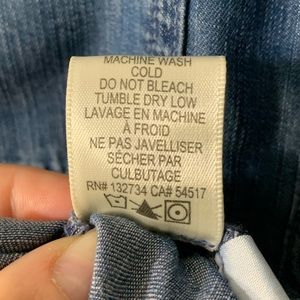 MACHINE WASH
COLD
DO NOT BLEACH
TUMBLE DRY LOW
LAVAGE EN MACHINE
À FROID
NE PAS JAVELLISER
SÉCHER PAR
CULBUTAGE
RN# 132734 CA# 54517